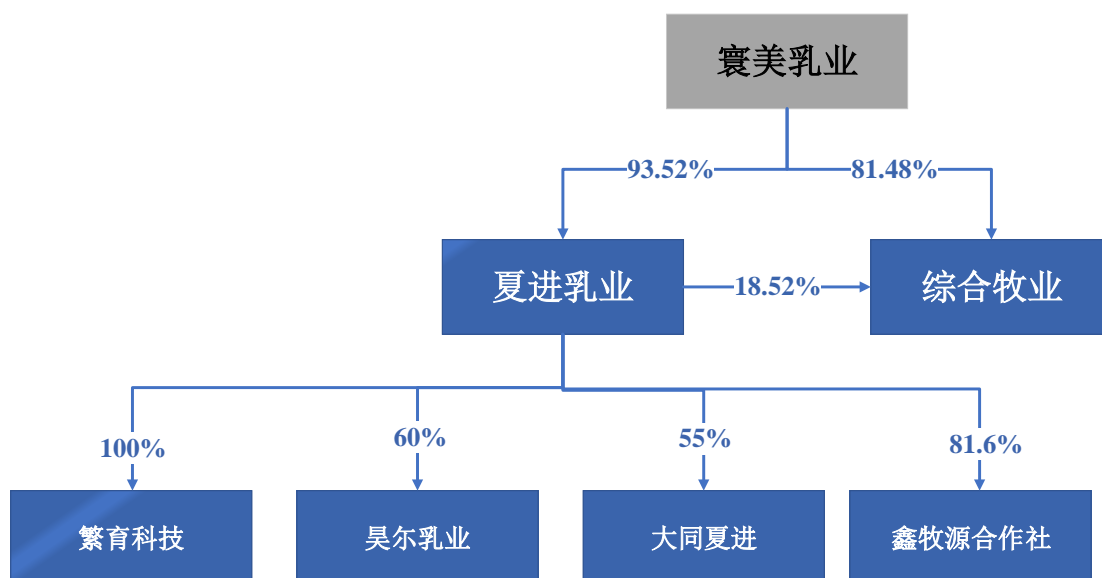 寰美乳业
93.52%
81.48%
夏进乳业
18.52%
综合牧业
100%
60%
55%
81.6%
繁育科技
昊尔乳业
大同夏进
鑫牧源合作社